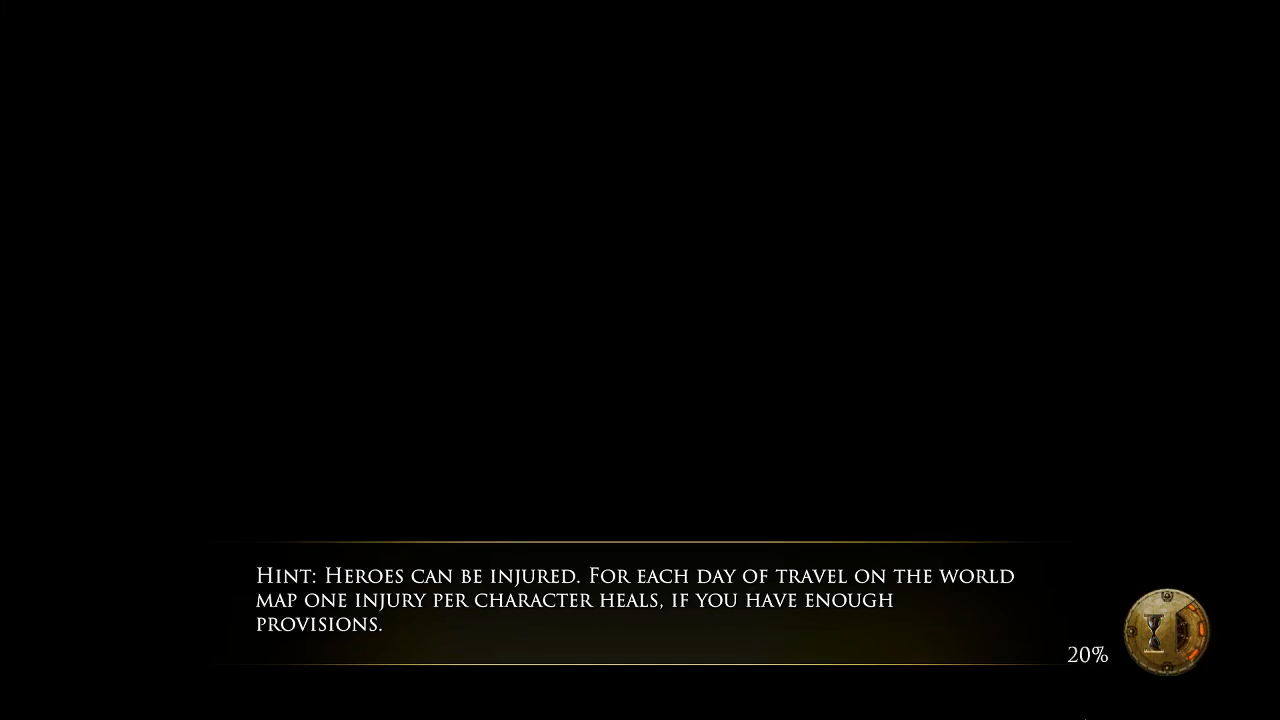 Hint: Heroes can be injured. For each day of travel on the world
map one injury per character heals, if you have enough
provisions.
20%